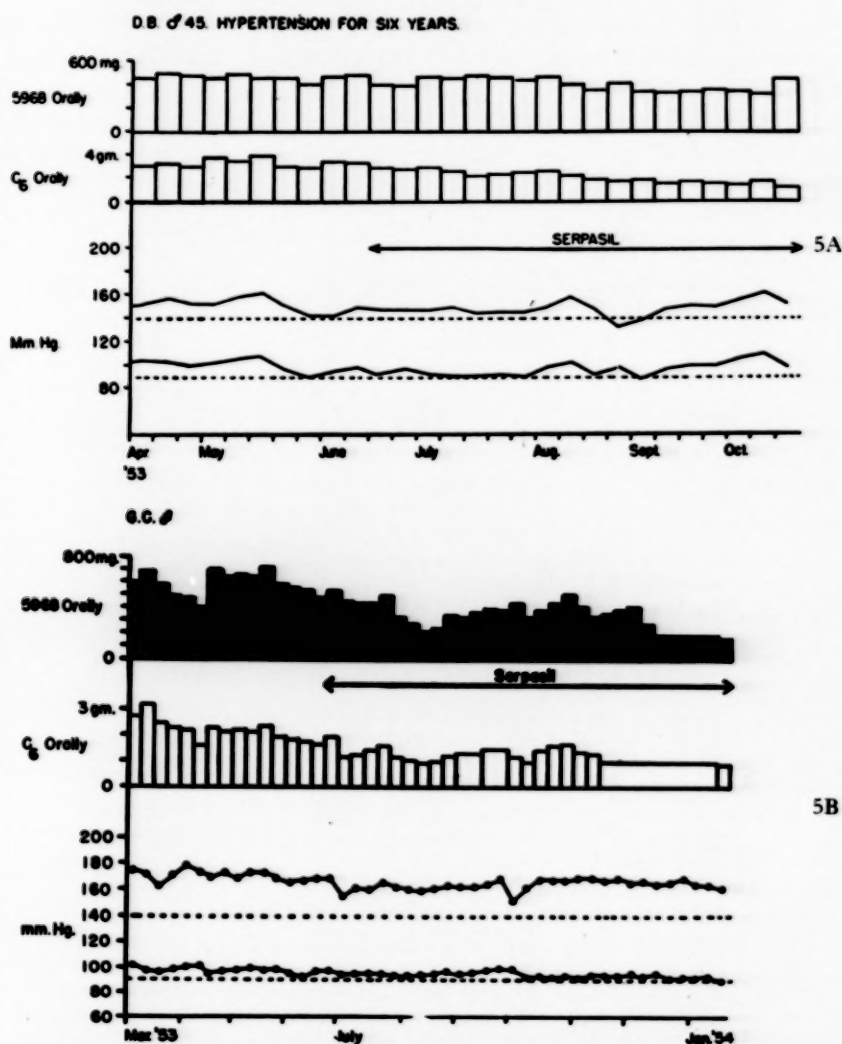 D.B. ♂ 45. HYPERTENSION FOR SIX YEARS.
600 mg.
5968 Orally
0
4 gm.
C5 Orally
0
SERPASIL
5A
200
160
Mm Hg.
120
80
Apr. May June July Aug. Sept. Oct.
'53
G.C. ♂
800 mg.
5968 Orally
0
Serpasil
3 gm.
C5 Orally
0
5B
200
180
160
140
mm. Hg. 120
100
80
60
Mar. '53 July Jan. '54